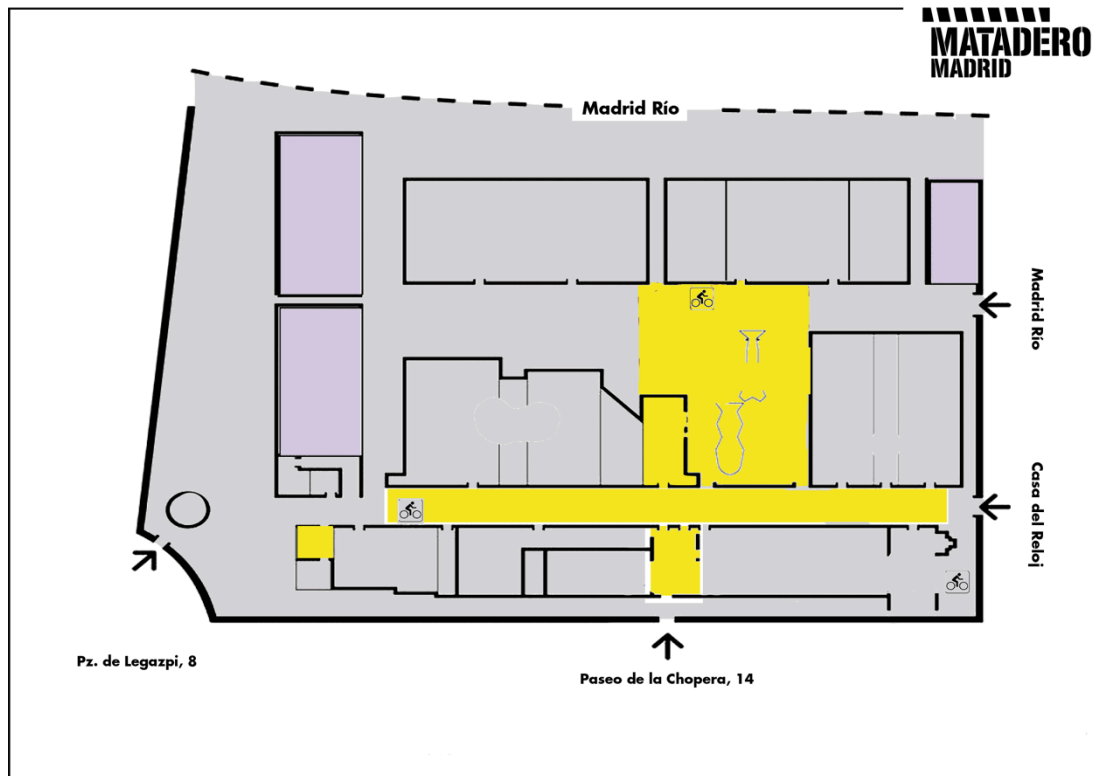 MATADERO
MADRID
Madrid Río
Madrid Río
Casa del Reloj
Pz. de Legazpi, 8
Paseo de la Chopera, 14